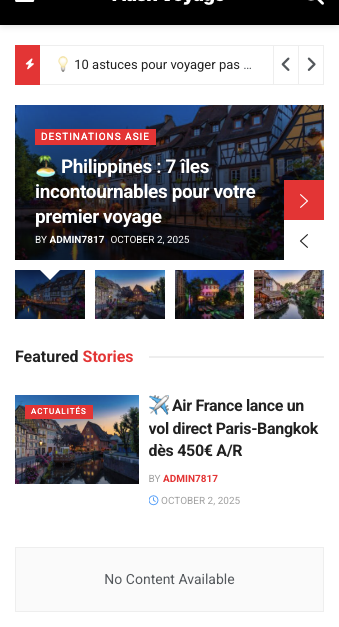 💡 10 astuces pour voyager pas ...
DESTINATIONS ASIE
🏝️ Philippines : 7 îles
incontournables pour votre
premier voyage
BY ADMIN7817 OCTOBER 2, 2025
Featured Stories
ACTUALITÉS
✈️ Air France lance un
vol direct Paris-Bangkok
dès 450€ A/R
BY ADMIN7817
OCTOBER 2, 2025
No Content Available